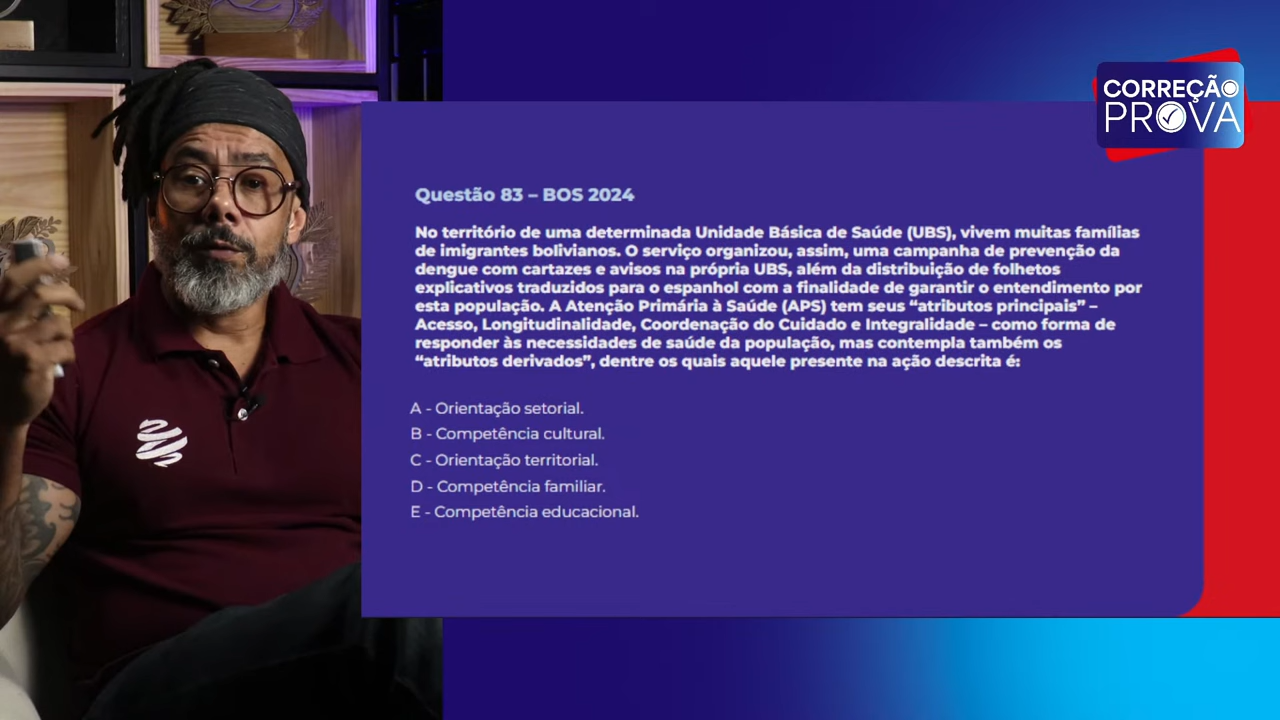 CORREÇÃO
PROVA
Questão 83 – BOS 2024
No território de uma determinada Unidade Básica de Saúde (UBS), vivem muitas famílias
de imigrantes bolivianos. O serviço organizou, assim, uma campanha de prevenção da
dengue com cartazes e avisos na própria UBS, além da distribuição de folhetos
explicativos traduzidos para o espanhol com a finalidade de garantir o entendimento por
esta população. A Atenção Primária à Saúde (APS) tem seus “atributos principais” –
Acesso, Longitudinalidade, Coordenação do Cuidado e Integralidade – como forma de
responder às necessidades de saúde da população, mas contempla também os
“atributos derivados”, dentre os quais aquele presente na ação descrita é:
A - Orientação setorial.
B - Competência cultural.
C - Orientação territorial.
D - Competência familiar.
E - Competência educacional.